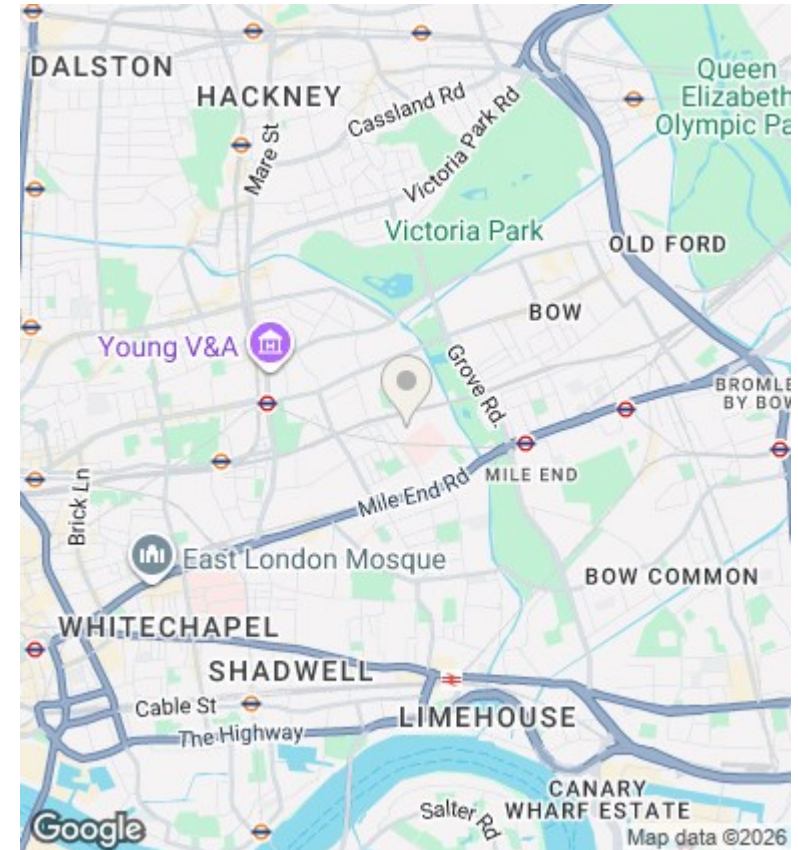 DALSTON
HACKNEY
Cassland Rd
Queen
Elizabeth
Olympic Pa
Mare St
Victoria Park Rd
Victoria Park
OLD FORD
BOW
Young V&A
Grove Rd.
BROMLE
BY BOW
MILE END
Mile End Rd
Brick Ln
East London Mosque
BOW COMMON
WHITECHAPEL
SHADWELL
Cable St
The Highway
LIMEHOUSE
CANARY
WHARF ESTATE
Salter Rd
Google
Map data ©2026